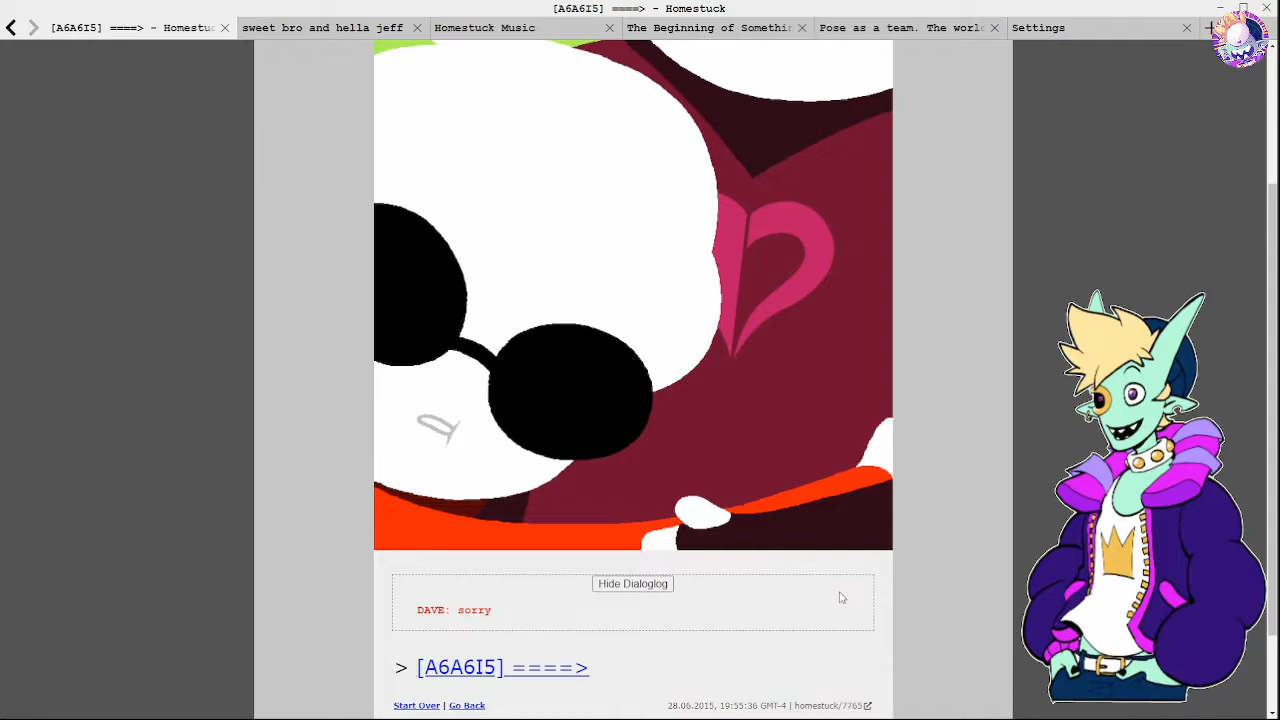 [A6A6I5] ====> - Homestuck
[A6A6I5] ====> - Homestuc
sweet bro and hella jeff
Homestuck Music
The Beginning of Somethin
Pose as a team. The worl
Settings
Hide Dialoglog
DAVE: sorry
> [A6A6I5] ====>
Start Over | Go Back
28.06.2015, 19:55:36 GMT-4 | homestuck/7765